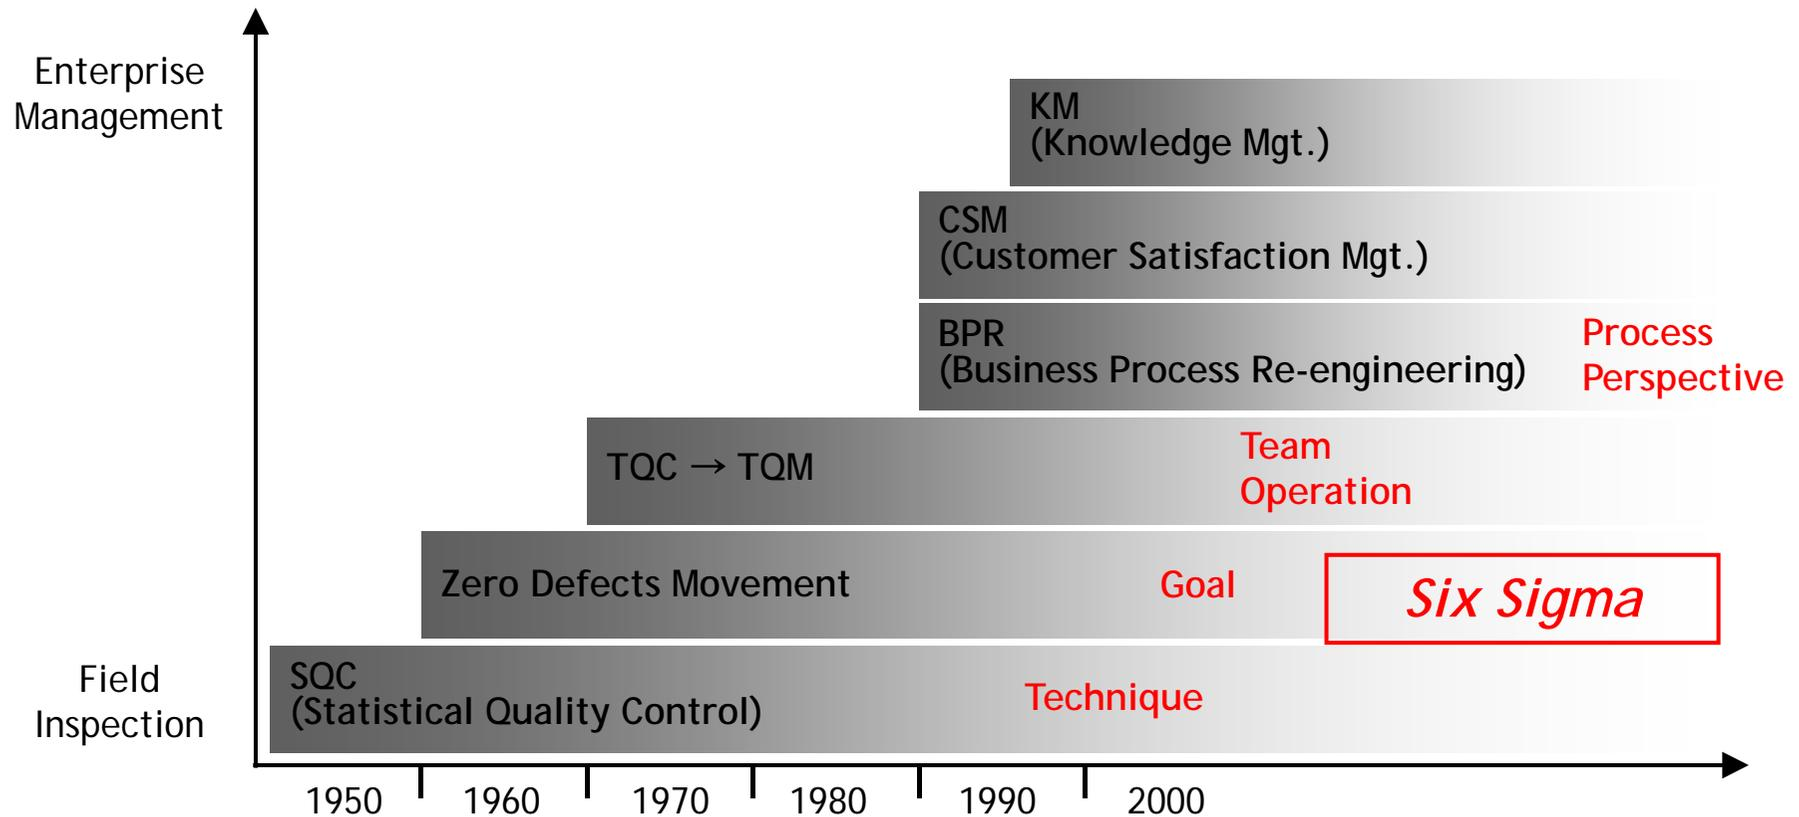 Enterprise
Management
KM
(Knowledge Mgt.)
CSM
(Customer Satisfaction Mgt.)
BPR
(Business Process Re-engineering)
Process
Perspective
TQC → TQM
Team
Operation
Zero Defects Movement
Goal
Six Sigma
Field
Inspection
SQC
(Statistical Quality Control)
Technique
1950
1960
1970
1980
1990
2000